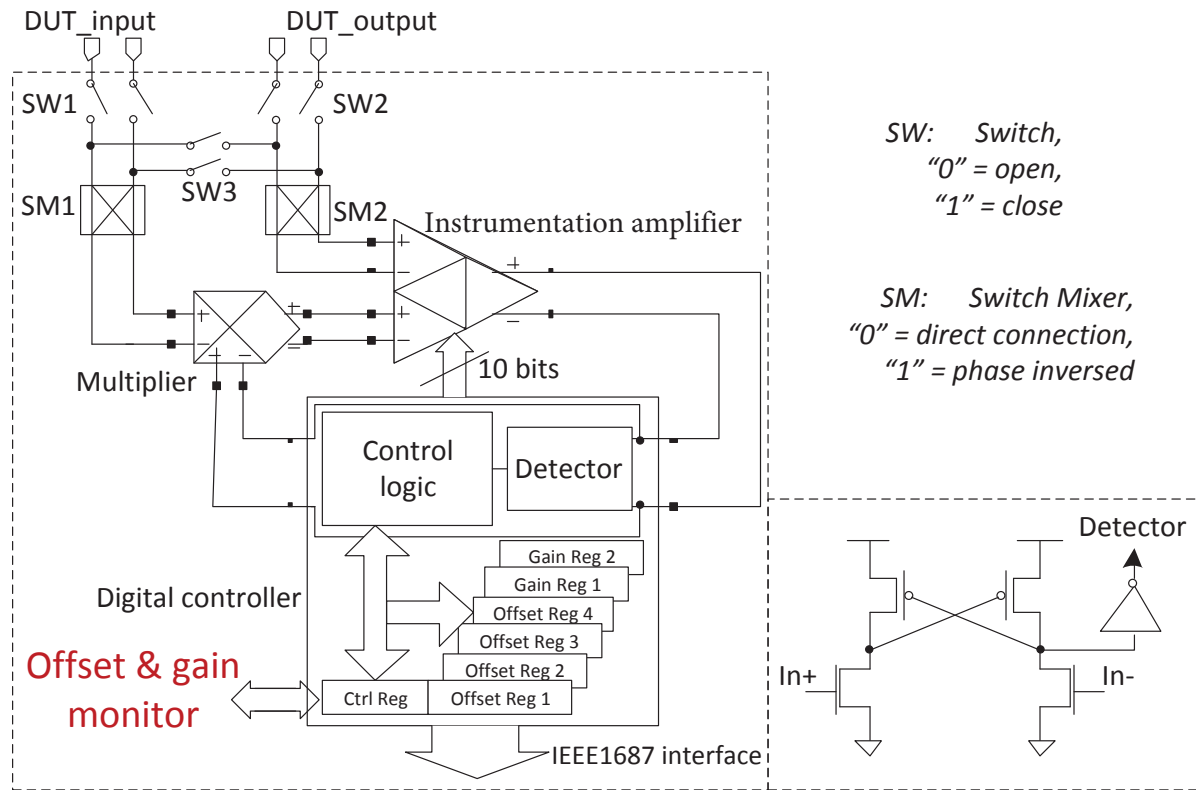 DUT_input
DUT_output
SW1
SW2
SW3
SM1
SM2
Instrumentation amplifier
+
−
+
−
+
−
+
−
+
−
+
−
Multiplier
10 bits
Control
logic
Detector
Gain Reg 2
Gain Reg 1
Offset Reg 4
Offset Reg 3
Offset Reg 2
Ctrl Reg
Offset Reg 1
Digital controller
Offset & gain
monitor
IEEE1687 interface
SW: Switch,
“0” = open,
“1” = close
SM: Switch Mixer,
“0” = direct connection,
“1” = phase inversed
Detector
In+
In-